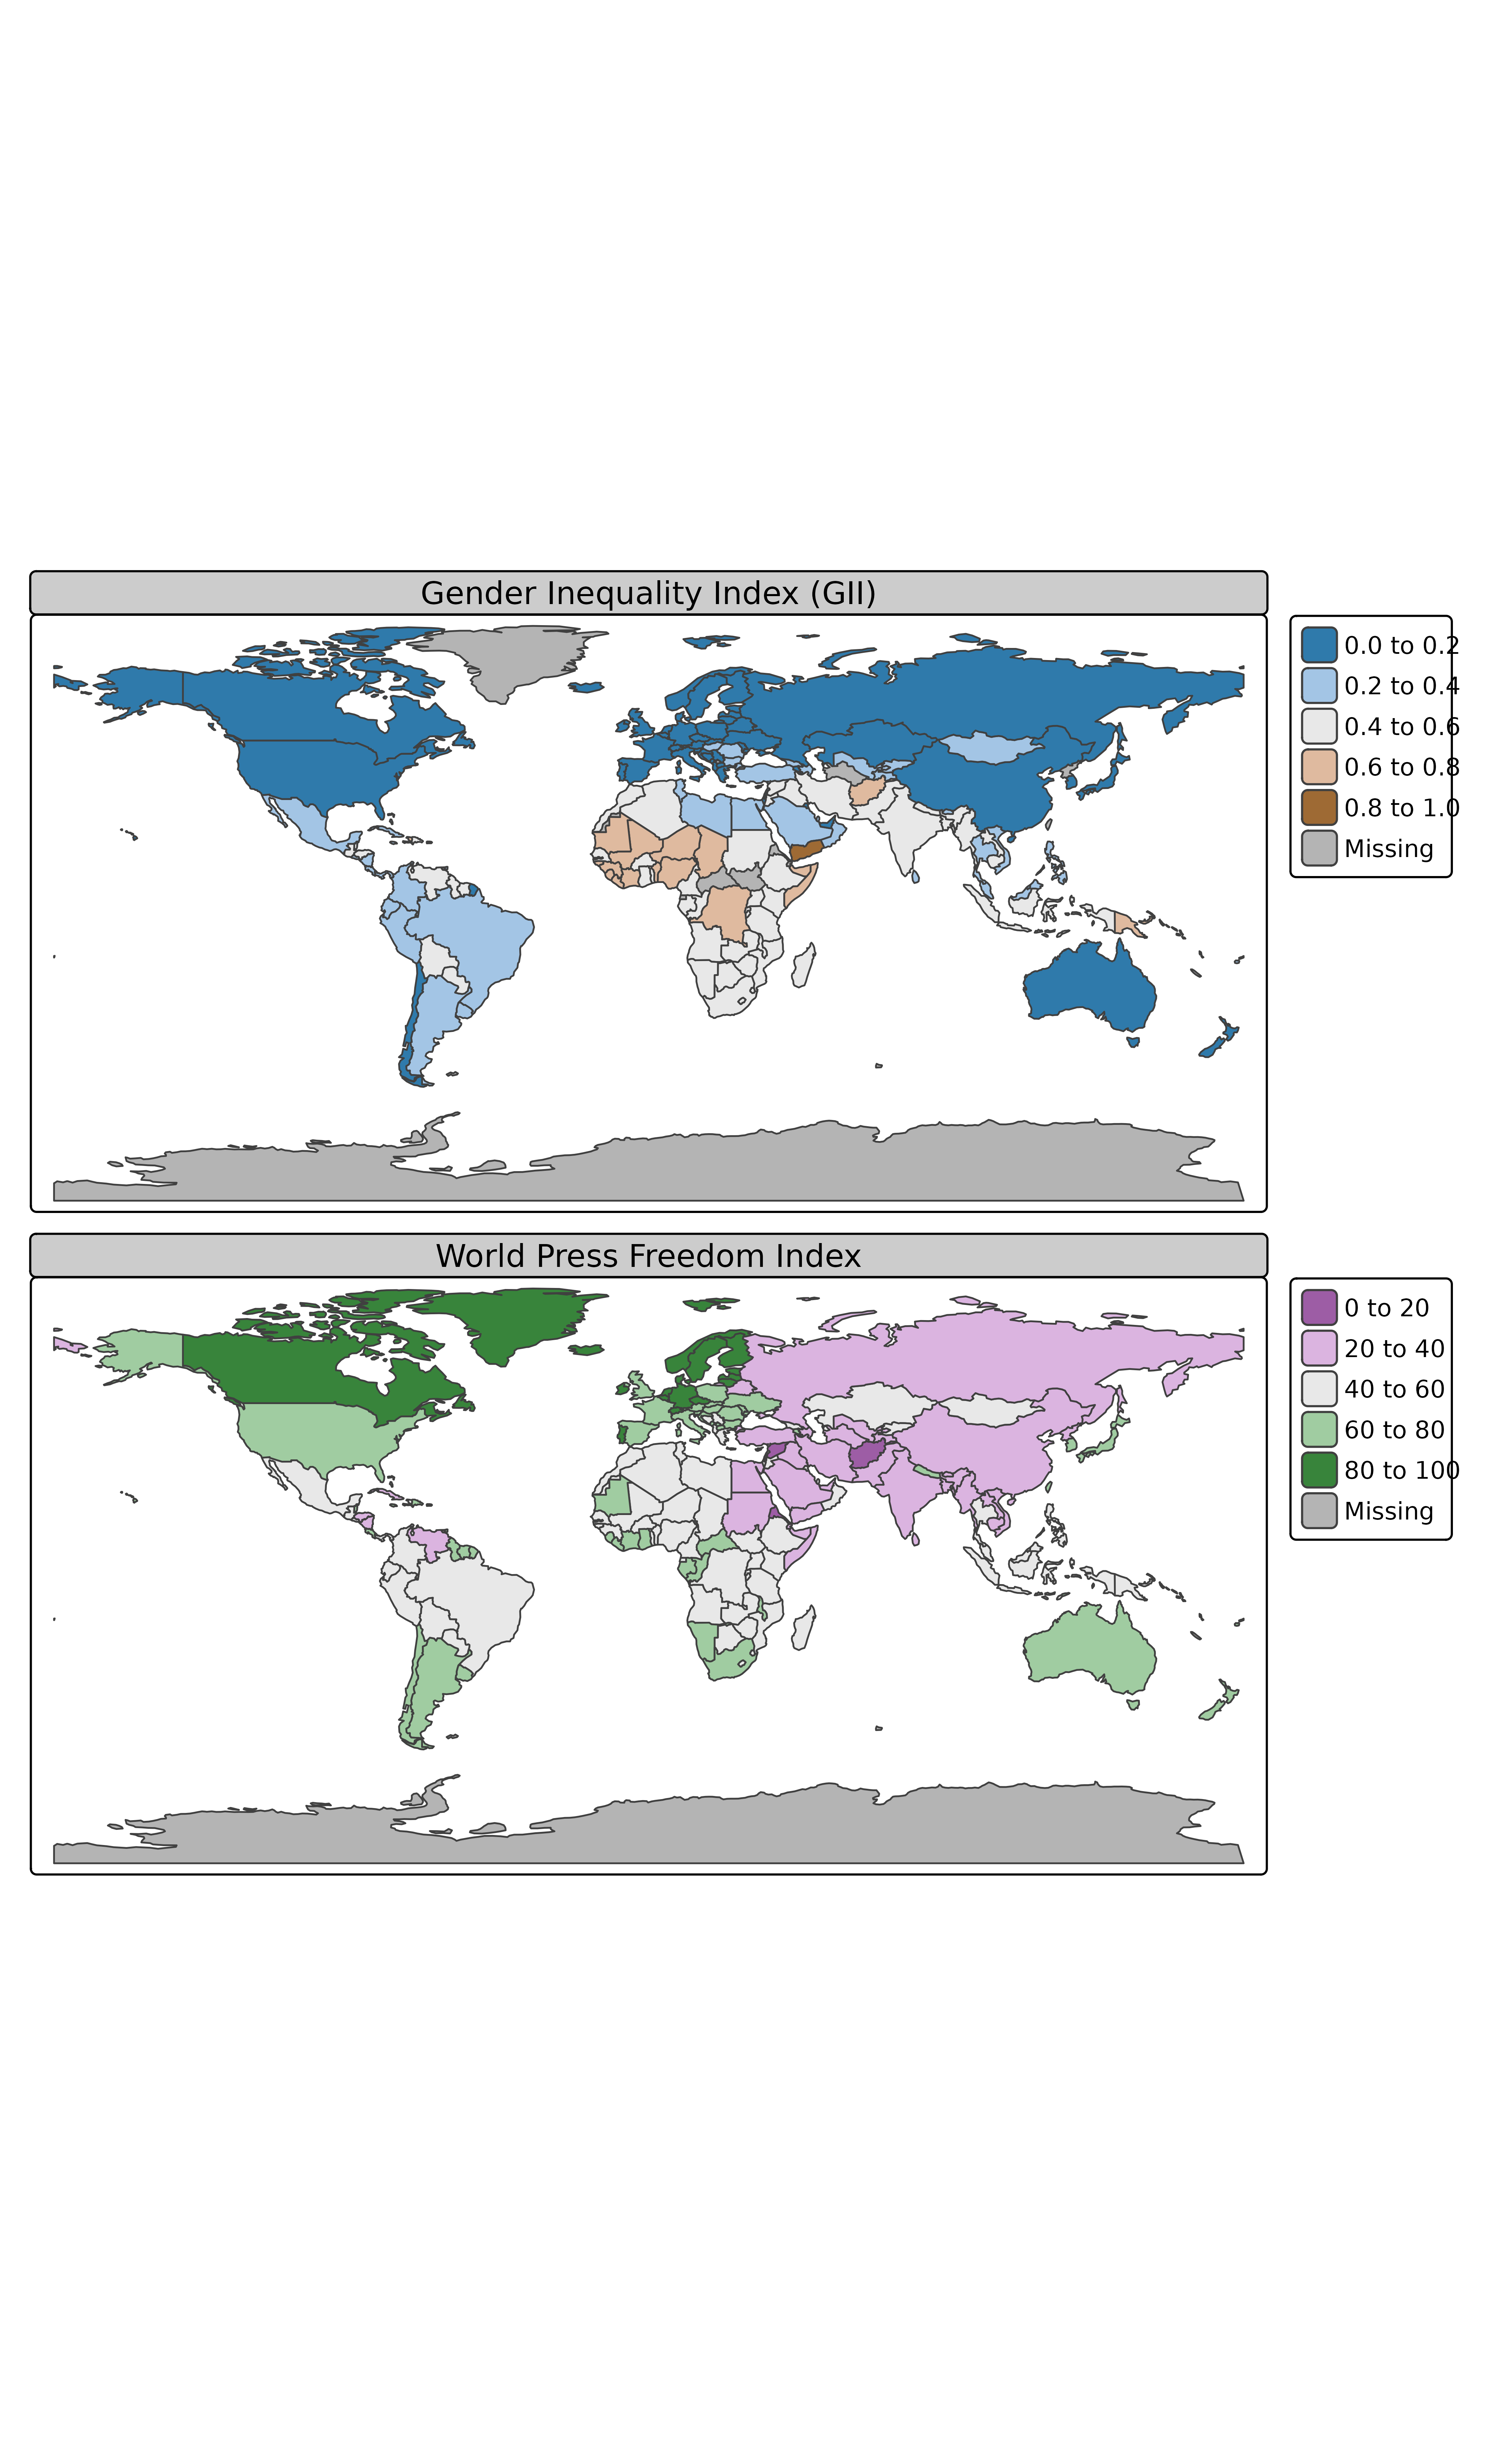 Gender Inequality Index (GII)
0.0 to 0.2
0.2 to 0.4
0.4 to 0.6
0.6 to 0.8
0.8 to 1.0
Missing
World Press Freedom Index
0 to 20
20 to 40
40 to 60
60 to 80
80 to 100
Missing